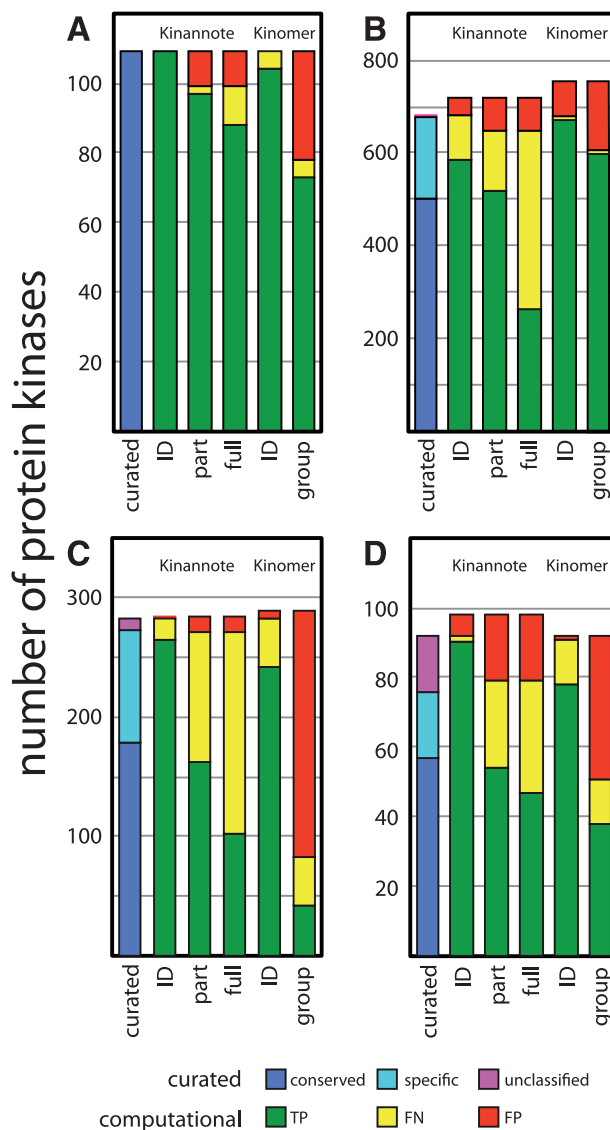 number of protein kinases
A
Kinannote Kinomer
100
80
60
40
20
curated ID part full ID group
B
Kinannote Kinomer
800
600
400
200
curated ID part full ID group
C
Kinannote Kinomer
300
200
100
curated ID part full ID group
D
Kinannote Kinomer
100
80
60
40
20
curated ID part full ID group
curated conserved specific unclassified
computational TP FN FP